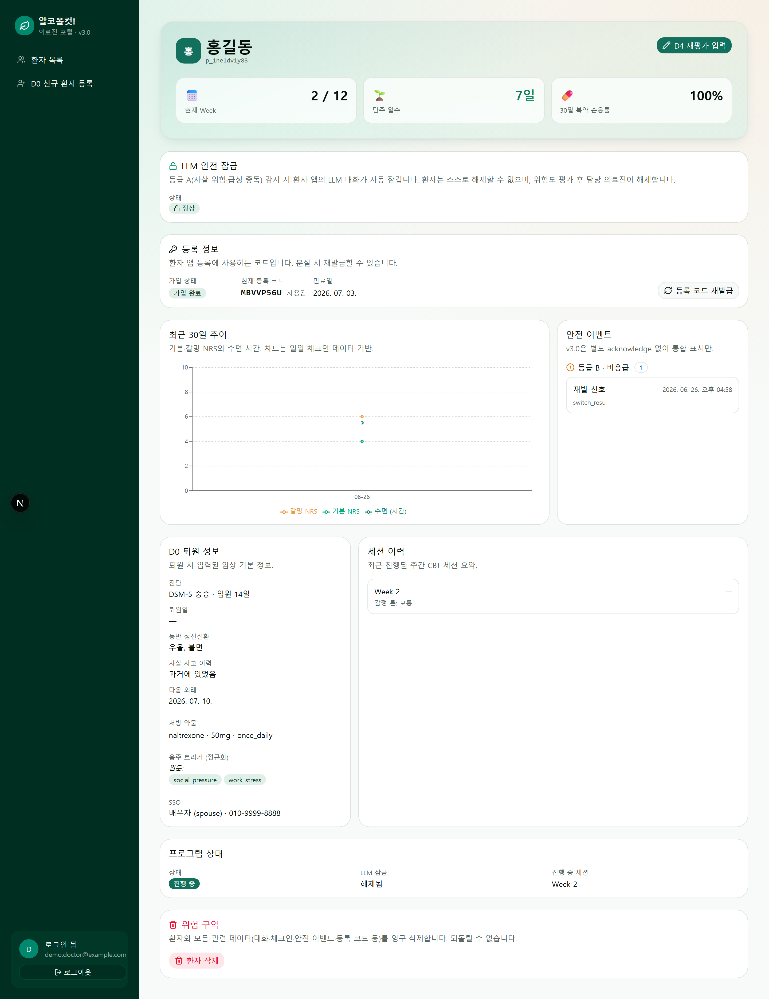 알코올컷!
의료진 포털 · v3.0
환자 목록
D0 신규 환자 등록
N
D
로그인 됨
demo.doctor@example.com
로그아웃
홍
홍길동
p_1ne1dv1y83
D4 재평가 입력
2 / 12
현재 Week
7일
단주 일수
100%
30일 복약 순응률
LLM 안전 잠금
등급 A(자살 위험·급성 중독) 감지 시 환자 앱의 LLM 대화가 자동 잠깁니다. 환자는 스스로 해제할 수 없으며, 위험도 평가 후 담당 의료진이 해제합니다.
상태
정상
등록 정보
환자 앱 등록에 사용하는 코드입니다. 분실 시 재발급할 수 있습니다.
가입 상태
가입 완료
현재 등록 코드
MBVVP56U 사용됨
만료일
2026. 07. 03.
등록 코드 재발급
최근 30일 추이
기분·갈망 NRS와 수면 시간. 차트는 일일 체크인 데이터 기반.
10
8
6
4
2
0
06-26
갈망 NRS 기분 NRS 수면 (시간)
안전 이벤트
v3.0은 별도 acknowledge 없이 통합 표시만.
등급 B · 비응급 1
재발 신호 2026. 06. 26. 오후 04:58
switch_resu
D0 퇴원 정보
퇴원 시 입력된 임상 기본 정보.
진단
DSM-5 중증 · 입원 14일
퇴원일
—
동반 정신질환
우울, 불면
자살 사고 이력
과거에 있었음
다음 외래
2026. 07. 10.
처방 약물
naltrexone · 50mg · once_daily
음주 트리거 (정규화)
원문:
social_pressure work_stress
SSO
배우자 (spouse) · 010-9999-8888
세션 이력
최근 진행된 주간 CBT 세션 요약.
Week 2 —
감정 톤: 보통
프로그램 상태
상태
진행 중
LLM 잠금
해제됨
진행 중 세션
Week 2
위험 구역
환자와 모든 관련 데이터(대화·체크인·안전 이벤트·등록 코드 등)를 영구 삭제합니다. 되돌릴 수 없습니다.
환자 삭제